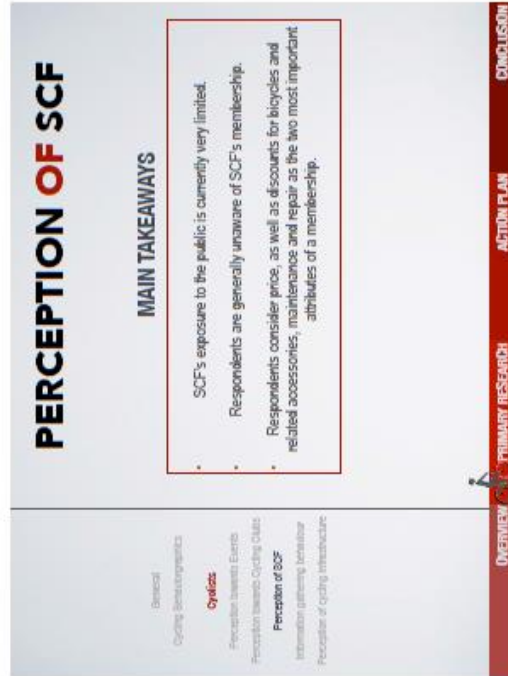 PERCEPTION OF SCF
MAIN TAKEAWAYS
• SCF's exposure to the public is currently very limited.
• Respondents are generally unaware of SCF's membership.
• Respondents consider price, as well as discounts for bicycles and
related accessories, maintenance and repair as the two most important
attributes of a membership.
General
Cycling Behaviorgraphics
Cyclists
Perception towards Events
Perception towards Cycling Clubs
Perception of SCF
Information gathering behaviour
Perception of cycling infrastructure
OVERVIEW
PRIMARY RESEARCH
ACTION PLAN
CONCLUSION